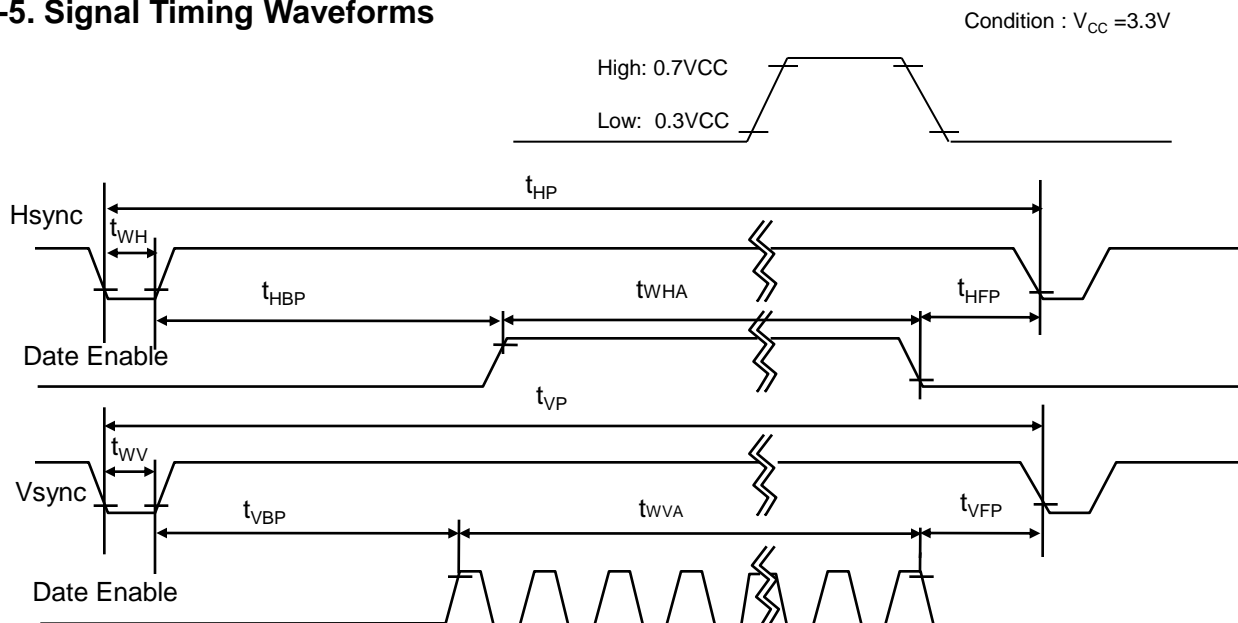 -5. Signal Timing Waveforms
Condition : VCC =3.3V
High: 0.7VCC
Low: 0.3VCC
tHP
Hsync
tWH
tHBP
tWHA
tHFP
Date Enable
tVP
tWV
Vsync
tVBP
tWVA
tVFP
Date Enable